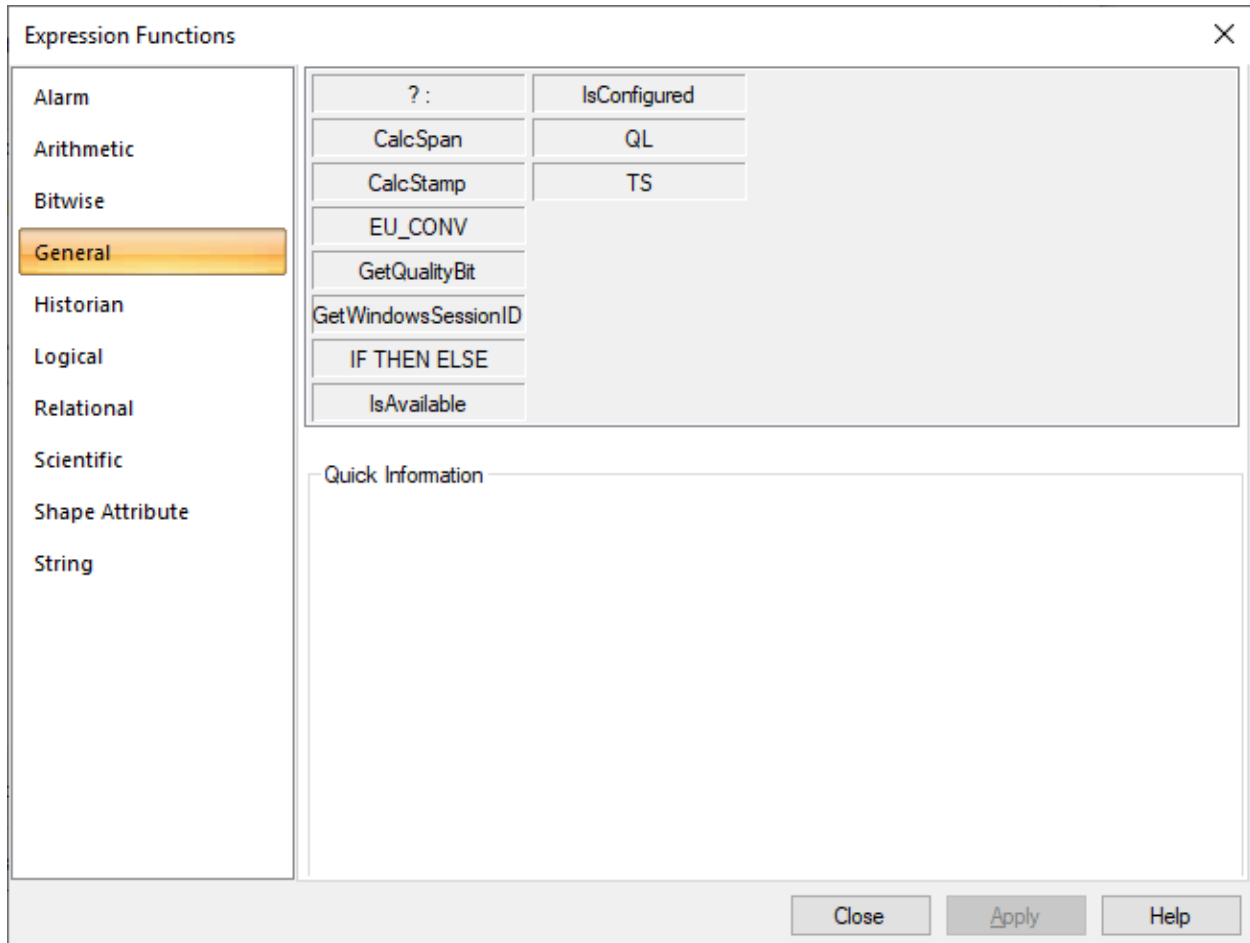 Expression Functions
Alarm
Arithmetic
Bitwise
General
Historian
Logical
Relational
Scientific
Shape Attribute
String
? : IsConfigured
CalcSpan QL
CalcStamp TS
EU_CONV
GetQualityBit
GetWindowsSessionID
IF THEN ELSE
IsAvailable
Quick Information
Close Apply Help